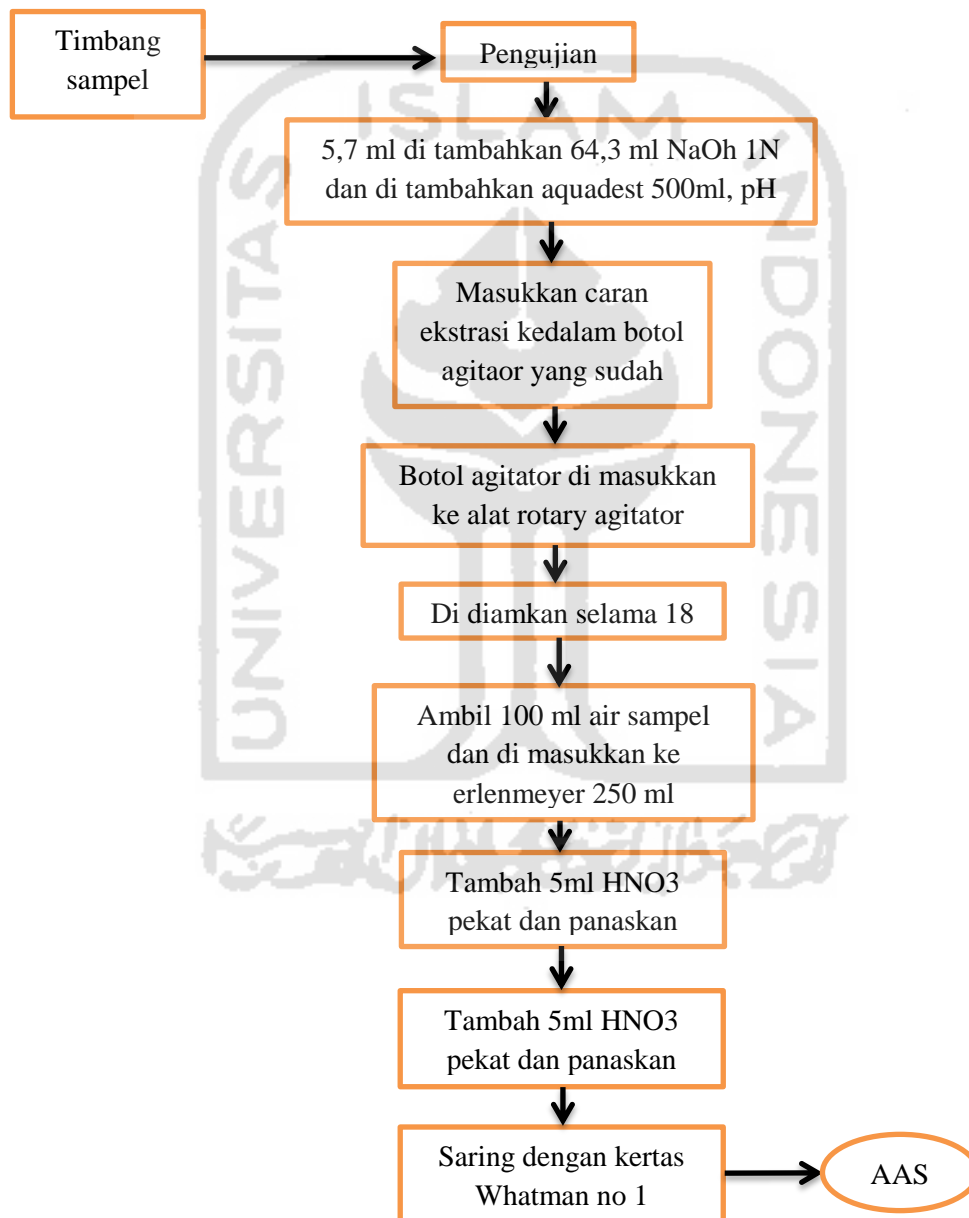 Timbang
sampel
Pengujian
5,7 ml di tambahkan 64,3 ml NaOh 1N
dan di tambahkan aquadest 500ml, pH
Masukkan caran
ekstrasi kedalam botol
agitaor yang sudah
Botol agitator di masukkan
ke alat rotary agitator
Di diamkan selama 18
Ambil 100 ml air sampel
dan di masukkan ke
erlenmeyer 250 ml
Tambah 5ml HNO3
pekat dan panaskan
Tambah 5ml HNO3
pekat dan panaskan
Saring dengan kertas
Whatman no 1
AAS
UNIVERSITAS
ISLAM
INDONESIA